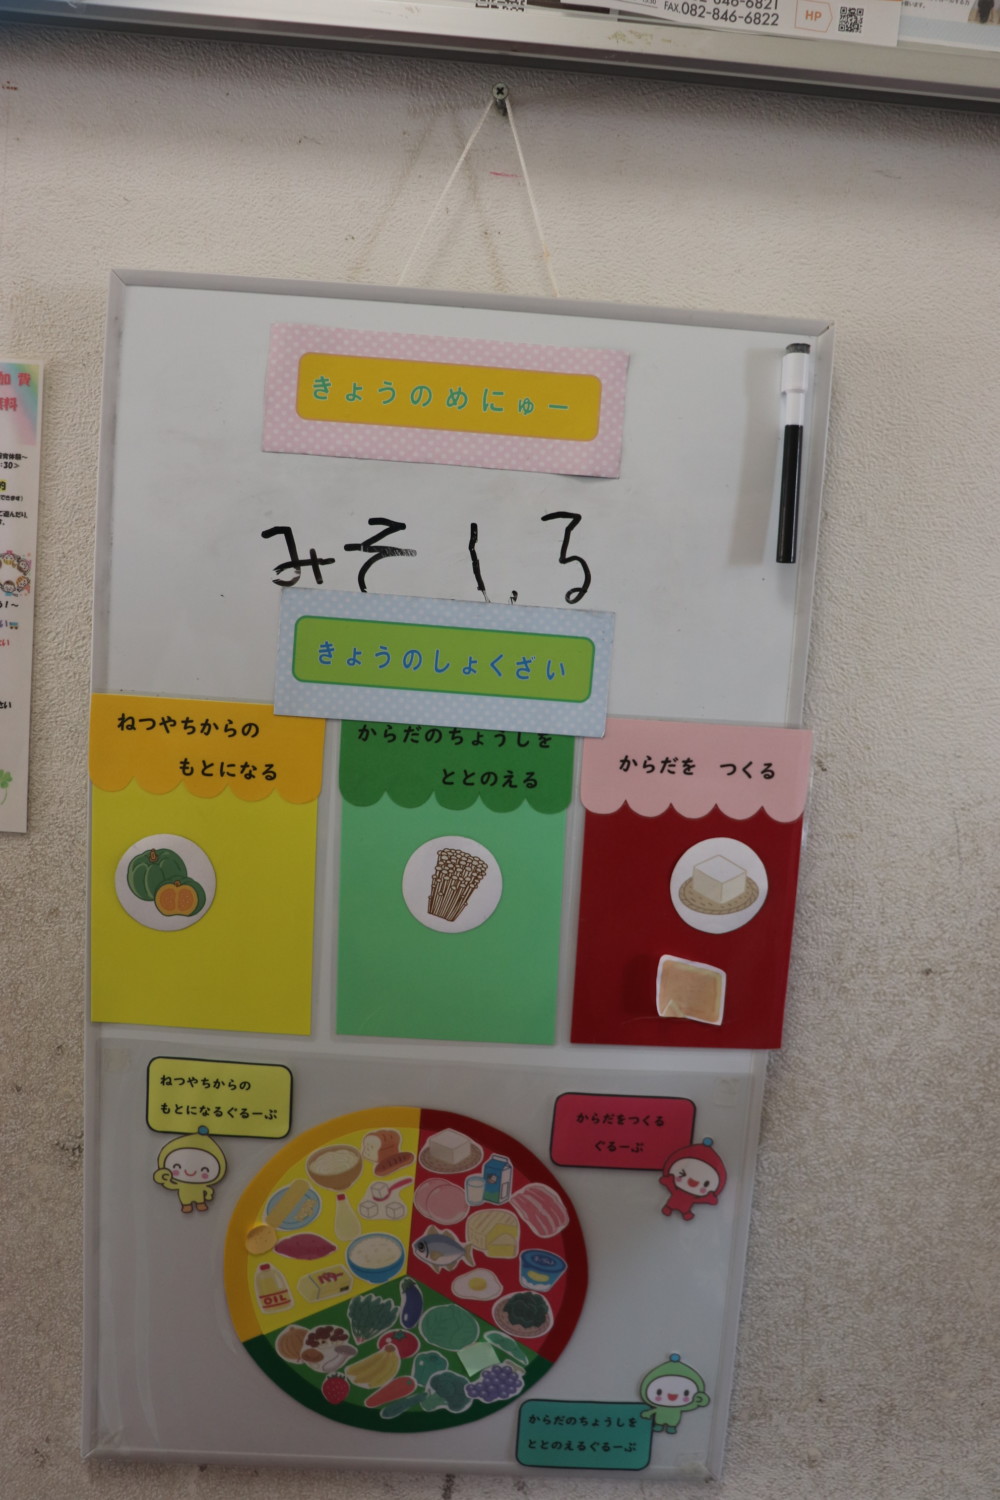 FAX.082-846-6822
HP
きょうのめにゅー
みそしる
きょうのしょくざい
ねつやちからの
もとになる
からだのちょうしを
ととのえる
からだを つくる
ねつやちからの
もとになるぐるーぷ
からだをつくる
ぐるーぷ
OIL
からだのちょうしを
ととのえるぐるーぷ